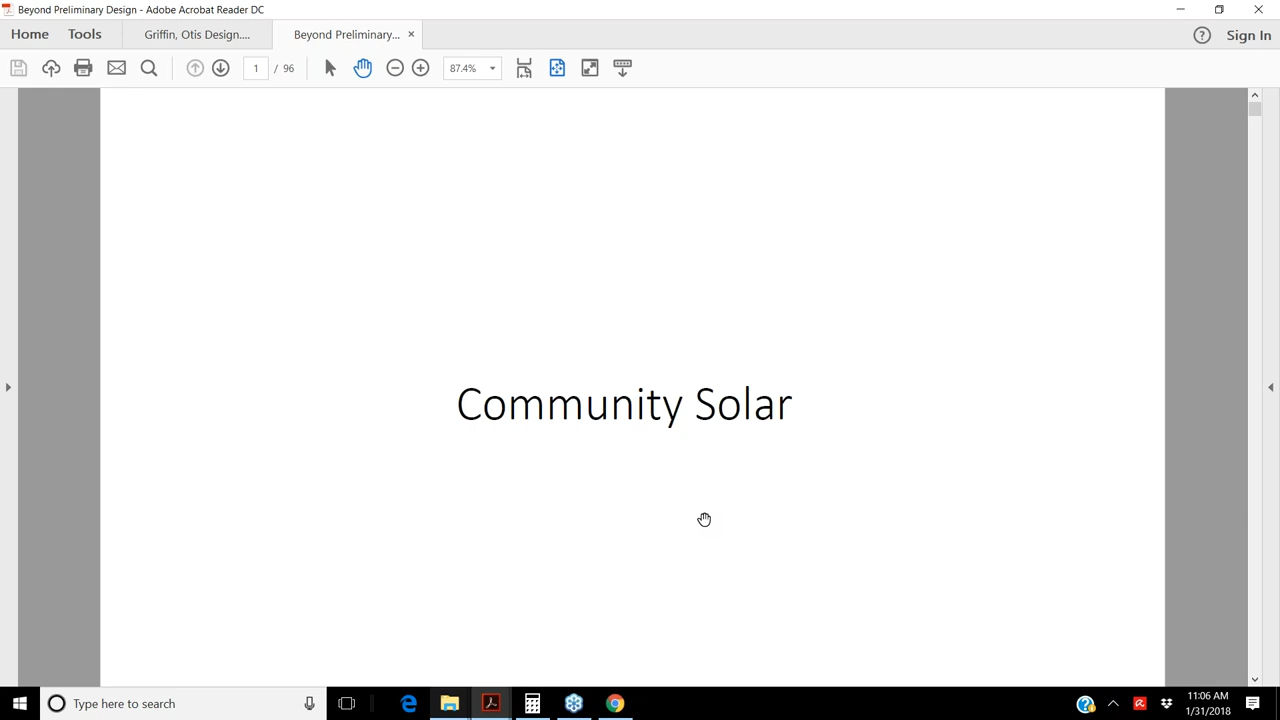 Beyond Preliminary Design - Adobe Acrobat Reader DC
Home Tools Griffin, Otis Design.... Beyond Preliminary... × ? Sign In
1 / 96 87.4%
Community Solar
Type here to search
11:06 AM
1/31/2018